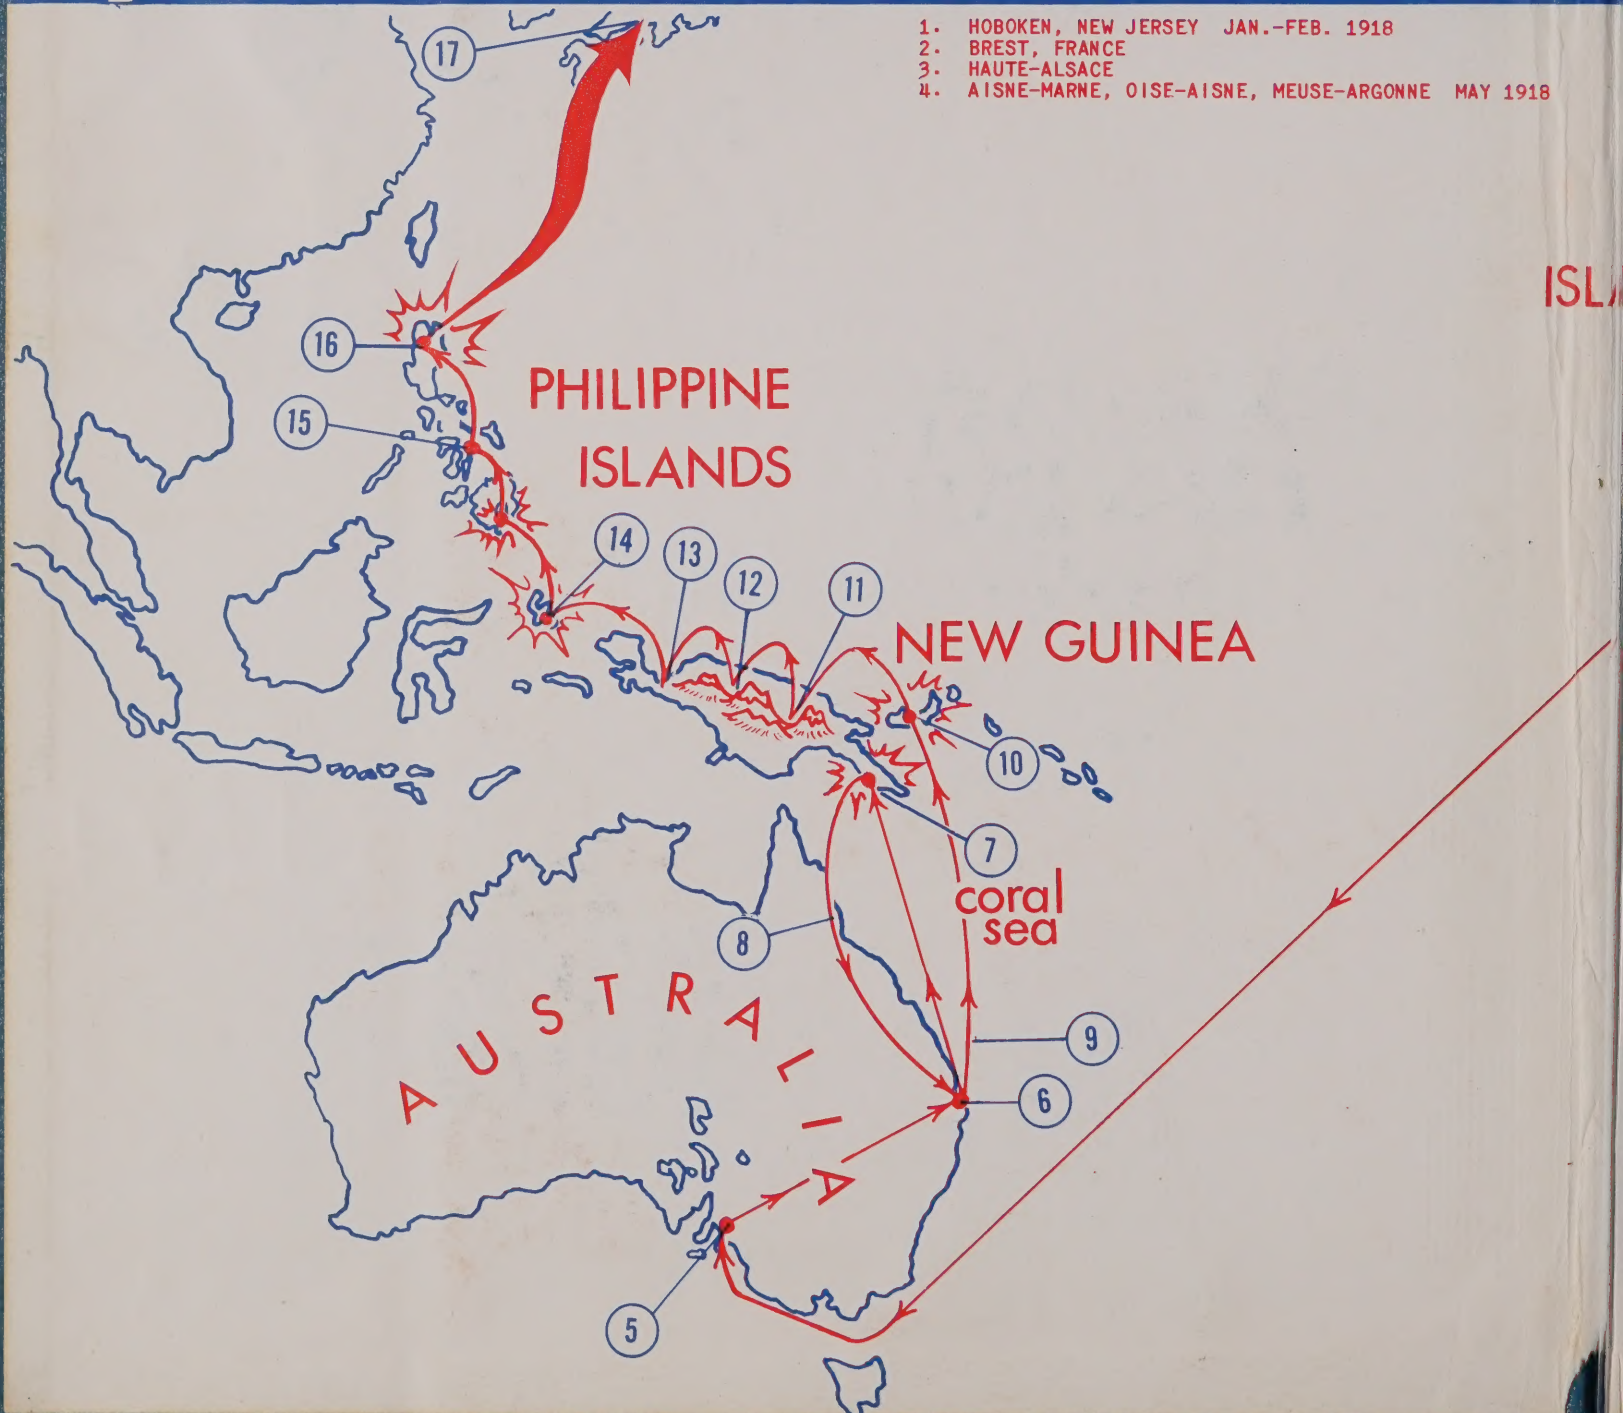 1. HOBOKEN, NEW JERSEY JAN.-FEB. 1918
2. BREST, FRANCE
3. HAUTE-ALSACE
4. AISNE-MARNE, OISE-AISNE, MEUSE-ARGONNE MAY 1918
17
16
15
PHILIPPINE
ISLANDS
14
13
12
11
NEW GUINEA
10
7
coral
sea
8
AUSTRALIA
9
6
5